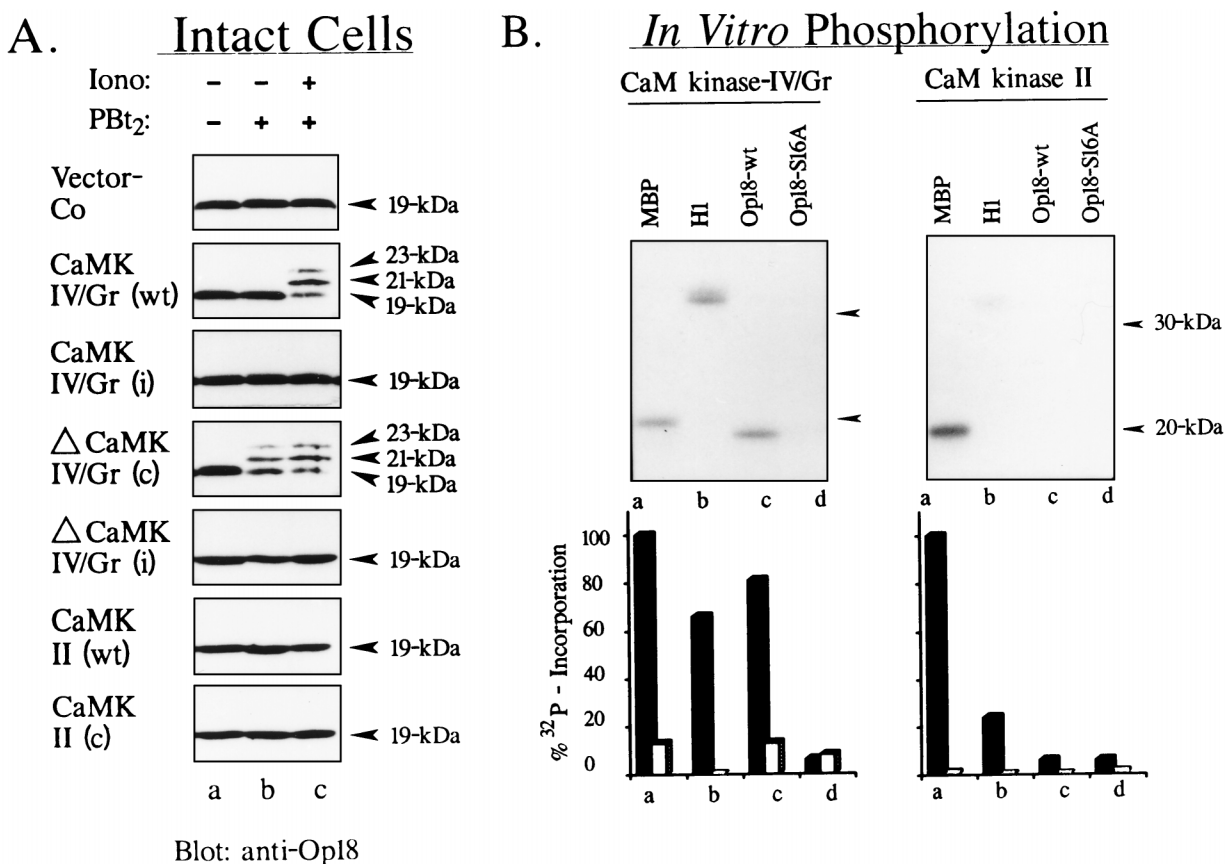 A. Intact Cells
Iono: - - +
PBt2: - + +
Vector-
Co
19-kDa
CaMK
IV/Gr (wt)
23-kDa
21-kDa
19-kDa
CaMK
IV/Gr (i)
19-kDa
△ CaMK
IV/Gr (c)
23-kDa
21-kDa
19-kDa
△ CaMK
IV/Gr (i)
19-kDa
CaMK
II (wt)
19-kDa
CaMK
II (c)
19-kDa
a b c
Blot: anti-Op18
B. In Vitro Phosphorylation
CaM kinase-IV/Gr
MBP
H1
Op18-wt
Op18-S16A
a b c d
CaM kinase II
MBP
H1
Op18-wt
Op18-S16A
30-kDa
20-kDa
a b c d
% 32P - Incorporation
100
80
60
40
20
0
a b c d
a b c d